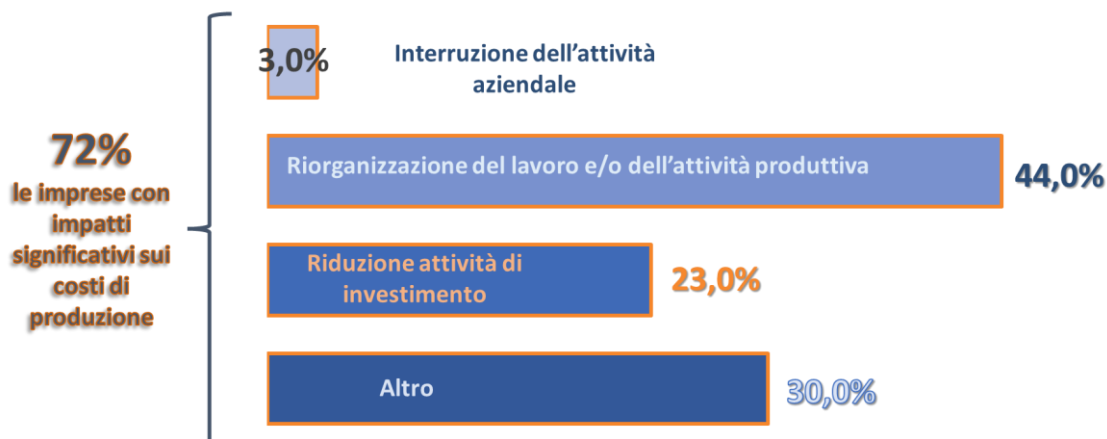 72%
le imprese con
impatti
significativi sui
costi di
produzione
3,0%
Interruzione dell'attività
aziendale
Riorganizzazione del lavoro e/o dell'attività produttiva
44,0%
Riduzione attività di
investimento
23,0%
Altro
30,0%